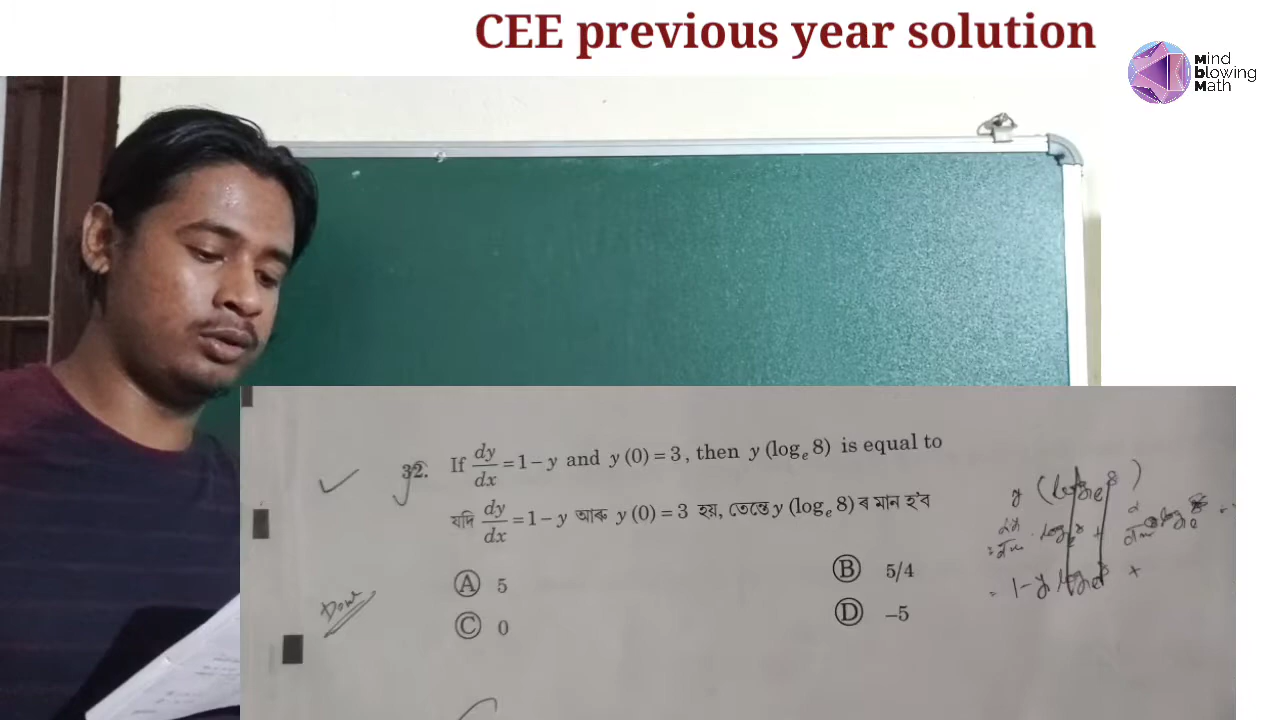 CEE previous year solution
Mind
blowing
Math
32. If dy/dx = 1 – y and y (0) = 3, then y (logₑ 8) is equal to
যদি dy/dx = 1 – y আৰু y (0) = 3 হয়, তেন্তে y (logₑ 8) ৰ মান হ'ব
Ⓐ 5
Ⓑ 5/4
Ⓒ 0
Ⓓ –5